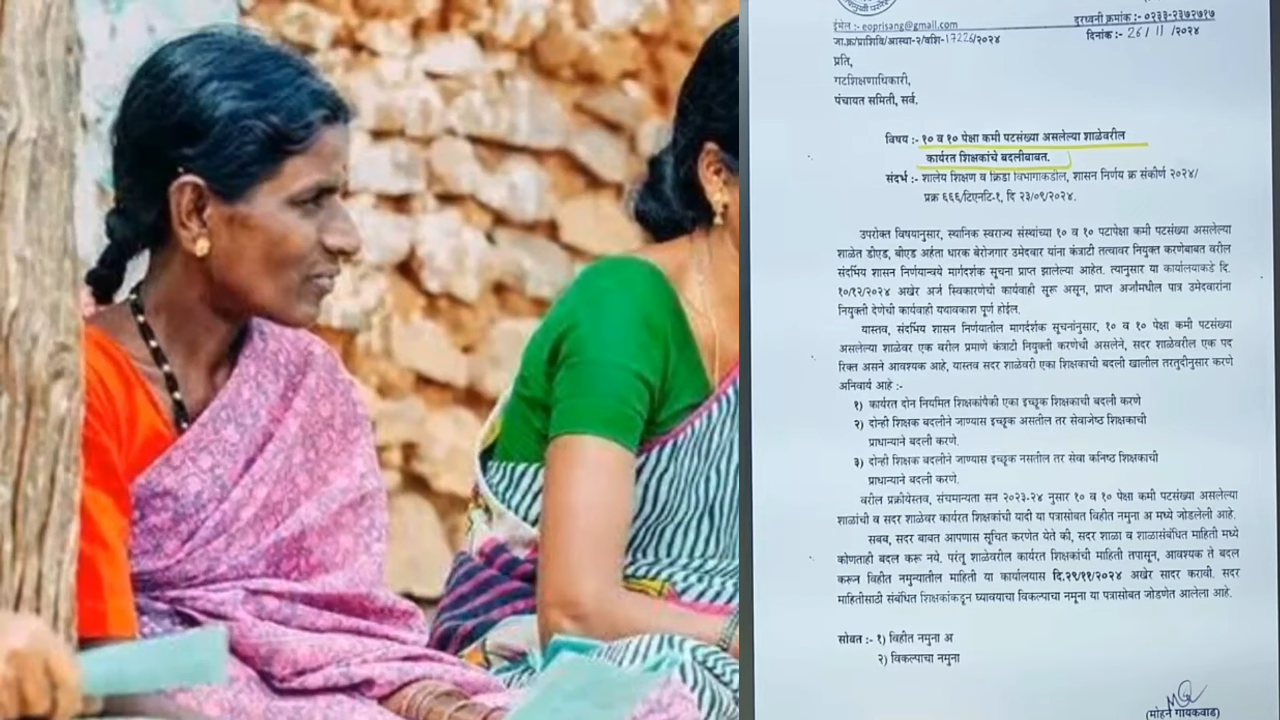 ईमेल :- eoprisang@gmail.com
दुरध्वनी क्रमांक :- ०२३३-२३७२७१७
जा.क्र/प्राशिवि/आस्था-२/वशि-17226/२०२४
दिनांक :- 26/11/२०२४
प्रति,
गटशिक्षणाधिकारी,
पंचायत समिती, सर्व.
विषय :- १० व १० पेक्षा कमी पटसंख्या असलेल्या शाळेवरील
कार्यरत शिक्षकांचे बदलीबाबत.
संदर्भ :- शालेय शिक्षण व क्रिडा विभागाकडील, शासन निर्णय क्र संकीर्ण २०२४/
प्रक्र ६६६/टिएनटि-१, दि २३/०९/२०२४.
उपरोक्त विषयानुसार, स्थानिक स्वराज्य संस्थांच्या १० व १० पटापेक्षा कमी पटसंख्या असलेल्या
शाळेत डीएड, बीएड अर्हता धारक बेरोजगार उमेदवार यांना कंत्राटी तत्वावर नियुक्त करणेबाबत वरील
संदर्भिय शासन निर्णयान्वये मार्गदर्शक सूचना प्राप्त झालेल्या आहेत. त्यानुसार या कार्यालयाकडे दि.
१०/१२/२०२४ अखेर अर्ज स्विकारणेची कार्यवाही सुरू असून, प्राप्त अर्जांमधील पात्र उमेदवारांना
नियुक्ती देणेची कार्यवाही यथावकाश पूर्ण होईल.
यास्तव, संदर्भिय शासन निर्णयातील मागर्दर्शक सुचनांनुसार, १० व १० पेक्षा कमी पटसंख्या
असलेल्या शाळेवर एक वरील प्रमाणे कंत्राटी नियुक्ती करणेची असलेने, सदर शाळेवरील एक पद
रिक्त असने आवश्यक आहे, यास्तव सदर शाळेवरी एका शिक्षकाची बदली खालील तरतुदीनुसार करणे
अनिवार्य आहे :-
१) कार्यरत दोन नियमित शिक्षकांपैकी एका इच्छूक शिक्षकाची बदली करणे
२) दोन्ही शिक्षक बदलीने जाण्यास इच्छूक असतील तर सेवाजेष्ठ शिक्षकाची
प्राधान्याने बदली करणे.
३) दोन्ही शिक्षक बदलीने जाण्यास इच्छूक नसतील तर सेवा कनिष्ठ शिक्षकाची
प्राधान्याने बदली करणे.
वरील प्रक्रीयेस्तव, संचमान्यता सन २०२३-२४ नुसार १० व १० पेक्षा कमी पटसंख्या असलेल्या
शाळांची व सदर शाळेवर कार्यरत शिक्षकांची यादी या पत्रासोबत विहीत नमुना अ मध्ये जोडलेली आहे.
सबब, सदर बाबत आपणास सूचित करणेत येते की, सदर शाळा व शाळासंबंधित माहिती मध्ये
कोणताही बदल करू नये. परंतू शाळेवरील कार्यरत शिक्षकांची माहिती तपासून, आवश्यक ते बदल
करून विहीत नमुन्यातील माहिती या कार्यालयास दि.२९/११/२०२४ अखेर सादर करावी. सदर
माहितीसाठी संबंधित शिक्षकांकडून घ्यावयाचा विकल्पाचा नमूना या पत्रासोबत जोडणेत आलेला आहे.
सोबत :- १) विहीत नमुना अ
२) विकल्पाचा नमुना
(मोहन गायकवाड)